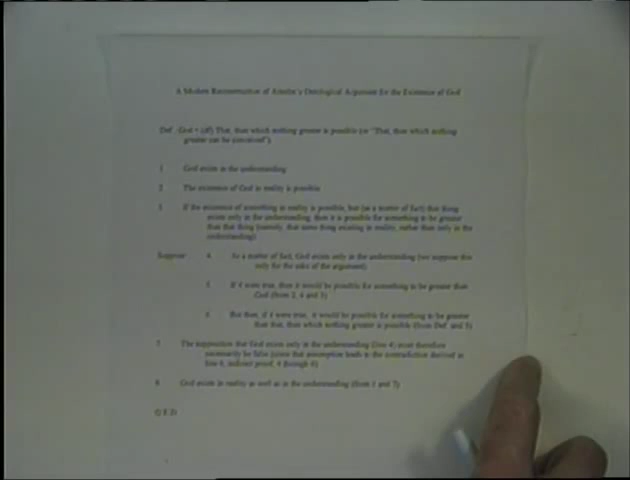 A Modern Reconstruction of Anselm's Ontological Argument for the Existence of God
Def. God = (df) That, than which nothing greater is possible (or "That, than which nothing
greater can be conceived").
1 God exists in the understanding
2 The existence of God in reality is possible
3 If the existence of something in reality is possible, but (as a matter of fact) that thing
exists only in the understanding, then it is possible for something to be greater
than that thing (namely, that same thing existing in reality, rather than only in the
understanding)
Suppose 4 As a matter of fact, God exists only in the understanding (we suppose this
only for the sake of the argument)
5 If 4 were true, then it would be possible for something to be greater than
God (from 2, 4 and 3)
6 But then, if 4 were true, it would be possible for something to be greater
than that, than which nothing greater is possible (from Def and 5)
7 The supposition that God exists only in the understanding (line 4) must therefore
necessarily be false (since that assumption leads to the contradiction derived in
line 6, indirect proof, 4 through 6)
8 God exists in reality as well as in the understanding (from 1 and 7)
Q.E.D.